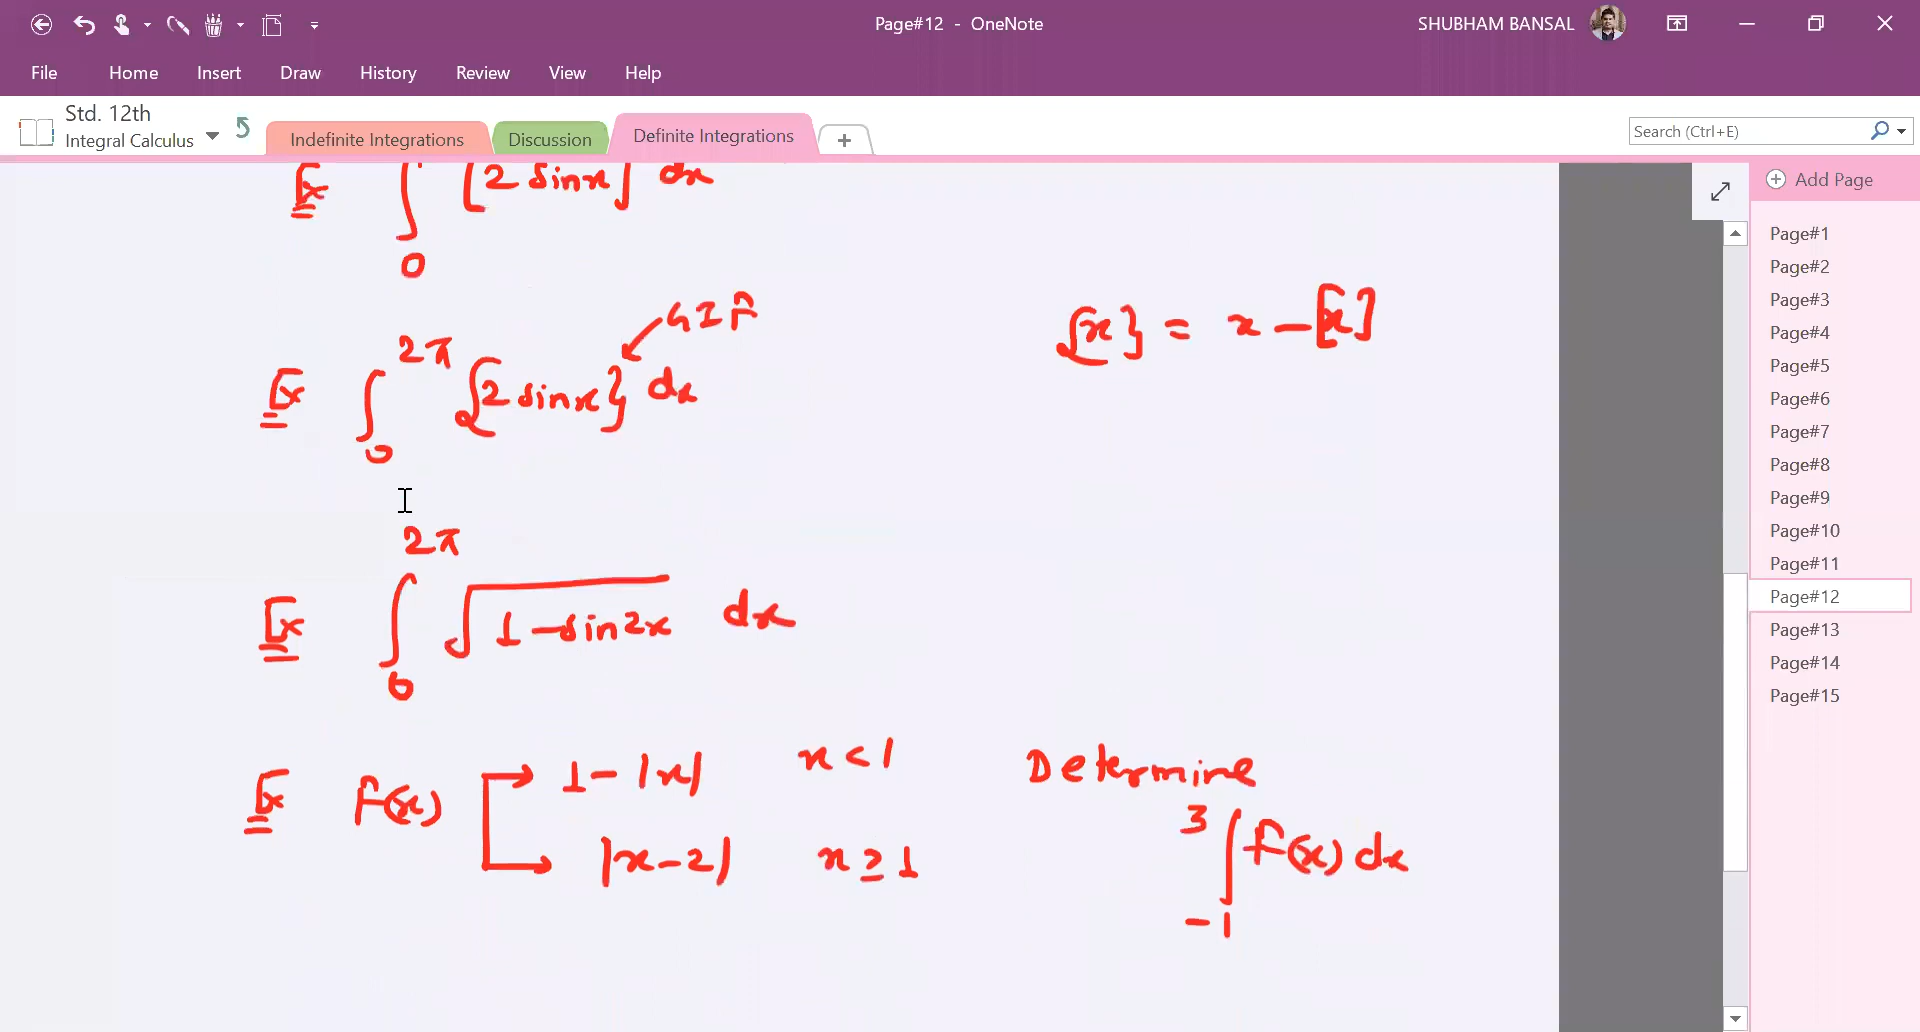 Page#12 - OneNote
SHUBHAM BANSAL
File Home Insert Draw History Review View Help
Std. 12th
Integral Calculus
Indefinite Integrations
Discussion
Definite Integrations
+
Search (Ctrl+E)
Add Page
Page#1
Page#2
Page#3
Page#4
Page#5
Page#6
Page#7
Page#8
Page#9
Page#10
Page#11
Page#12
Page#13
Page#14
Page#15
Ex ∫ [2 sinx] dx
0
GIF
2π
Ex ∫ {2 sinx} dx
0
{x} = x - [x]
2π
Ex ∫ √1-sin2x dx
0
Ex f(x) 1-|x| x<1
|x-2| x≥1
Determine
3
∫ f(x) dx
-1